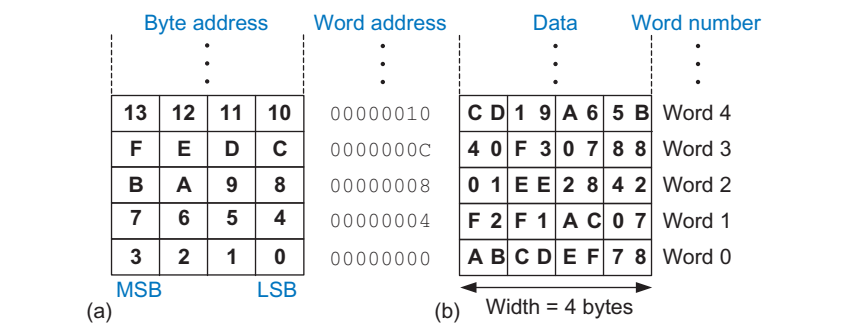 Byte address Word address Data Word number
13 12 11 10 00000010 C D 1 9 A 6 5 B Word 4
F E D C 0000000C 4 0 F 3 0 7 8 8 Word 3
B A 9 8 00000008 0 1 E E 2 8 4 2 Word 2
7 6 5 4 00000004 F 2 F 1 A C 0 7 Word 1
3 2 1 0 00000000 A B C D E F 7 8 Word 0
MSB LSB
(a) (b) Width = 4 bytes